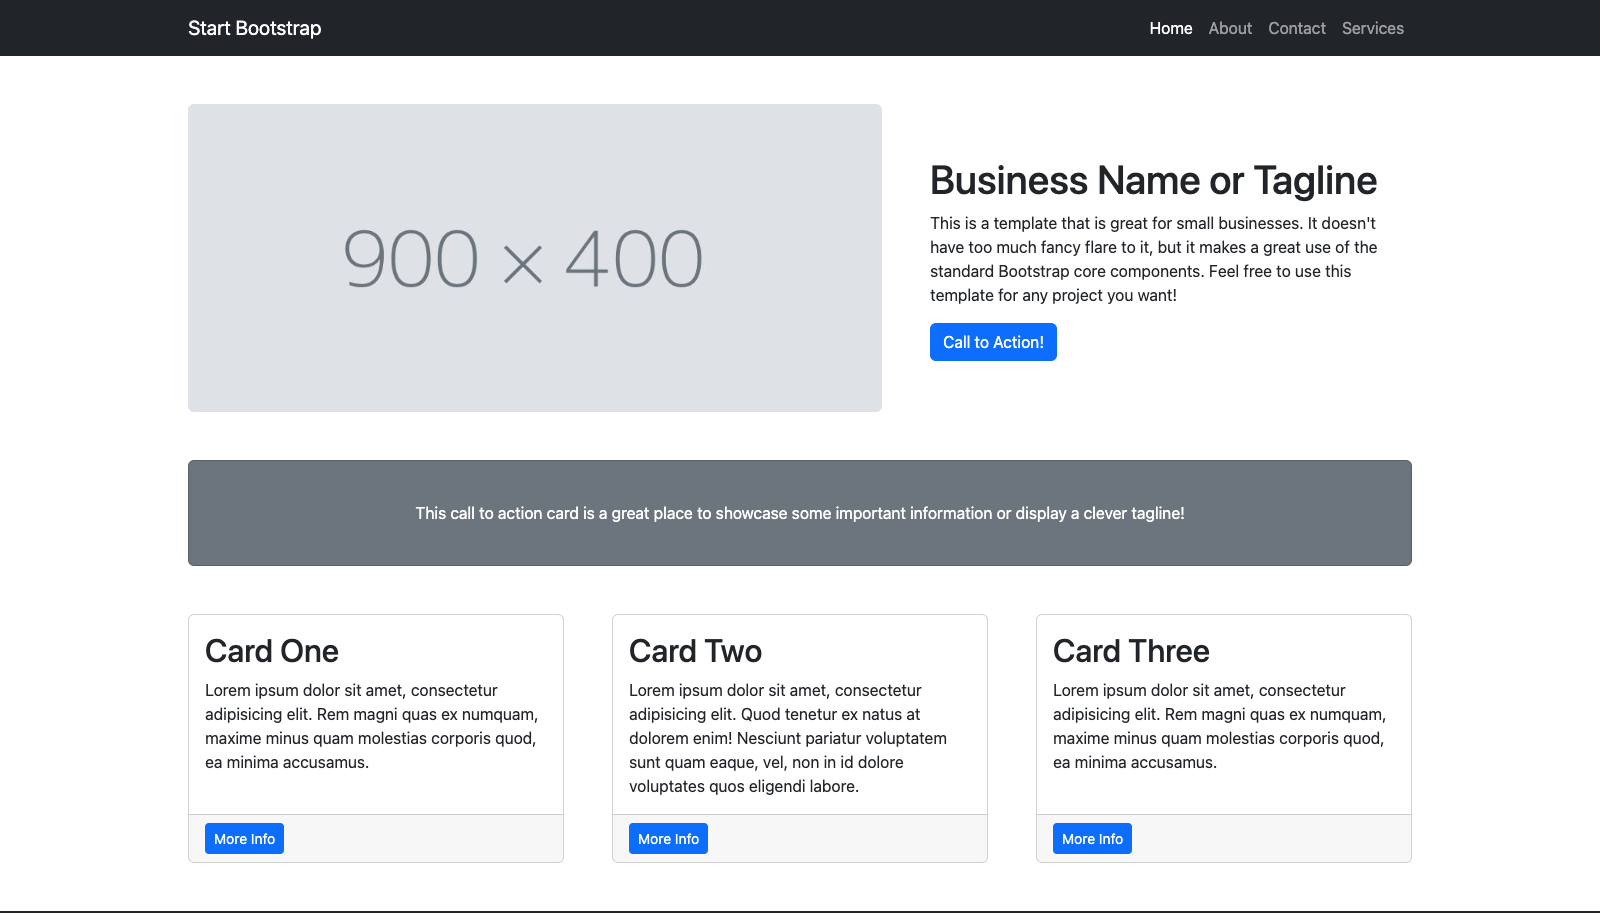 Start Bootstrap
Home About Contact Services
900 × 400
Business Name or Tagline
This is a template that is great for small businesses. It doesn't
have too much fancy flare to it, but it makes a great use of the
standard Bootstrap core components. Feel free to use this
template for any project you want!
Call to Action!
This call to action card is a great place to showcase some important information or display a clever tagline!
Card One
Lorem ipsum dolor sit amet, consectetur
adipisicing elit. Rem magni quas ex numquam,
maxime minus quam molestias corporis quod,
ea minima accusamus.
More Info
Card Two
Lorem ipsum dolor sit amet, consectetur
adipisicing elit. Quod tenetur ex natus at
dolorem enim! Nesciunt pariatur voluptatem
sunt quam eaque, vel, non in id dolore
voluptates quos eligendi labore.
More Info
Card Three
Lorem ipsum dolor sit amet, consectetur
adipisicing elit. Rem magni quas ex numquam,
maxime minus quam molestias corporis quod,
ea minima accusamus.
More Info